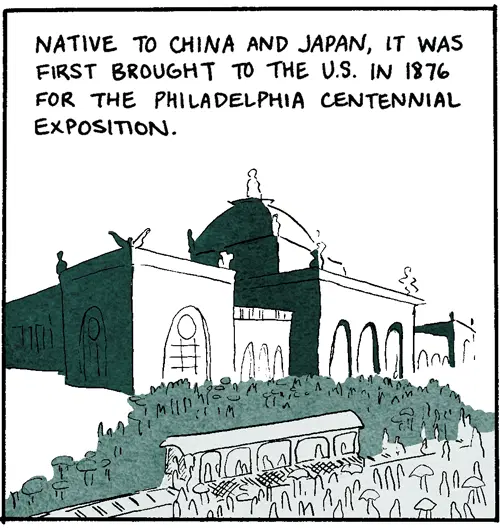 NATIVE TO CHINA AND JAPAN, IT WAS
FIRST BROUGHT TO THE U.S. IN 1876
FOR THE PHILADELPHIA CENTENNIAL
EXPOSITION.